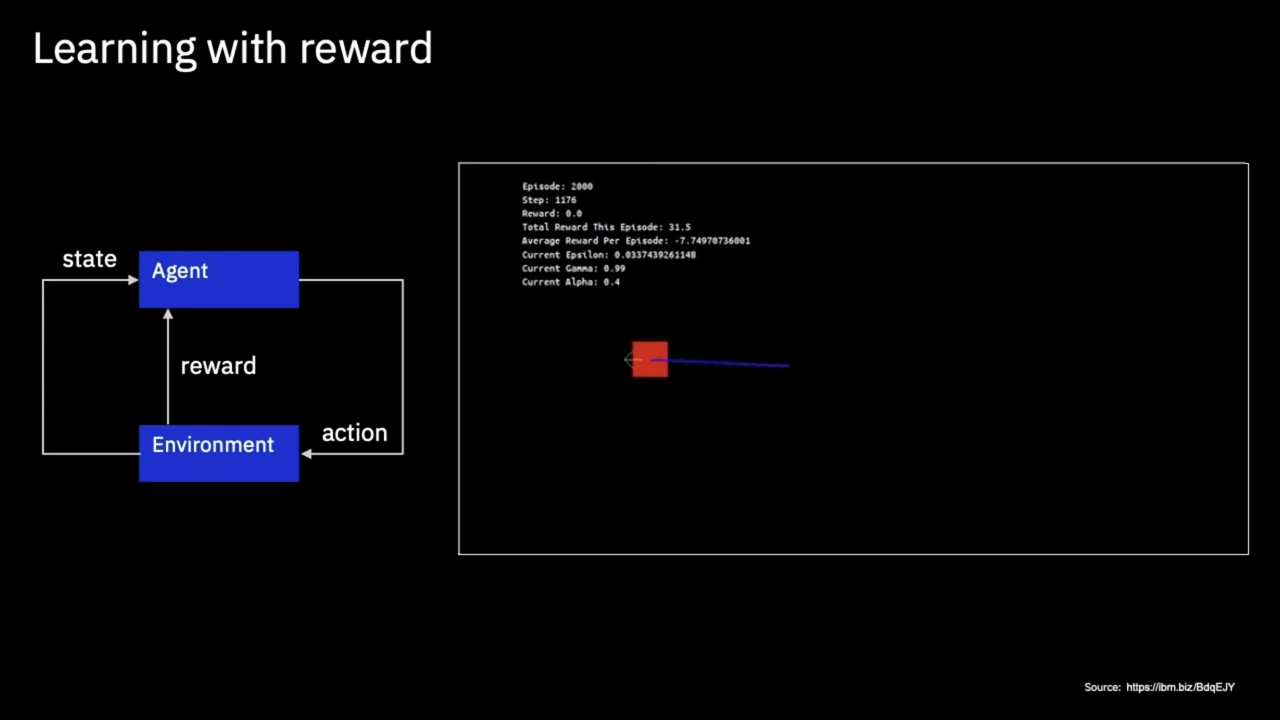 Learning with reward
state
Agent
reward
Environment
action
Episode: 2000
Step: 1176
Reward: 0.0
Total Reward This Episode: 31.5
Average Reward Per Episode: -7.74970736001
Current Epsilon: 0.0337439261148
Current Gamma: 0.99
Current Alpha: 0.4
Source: https://ibm.biz/BdqEJY